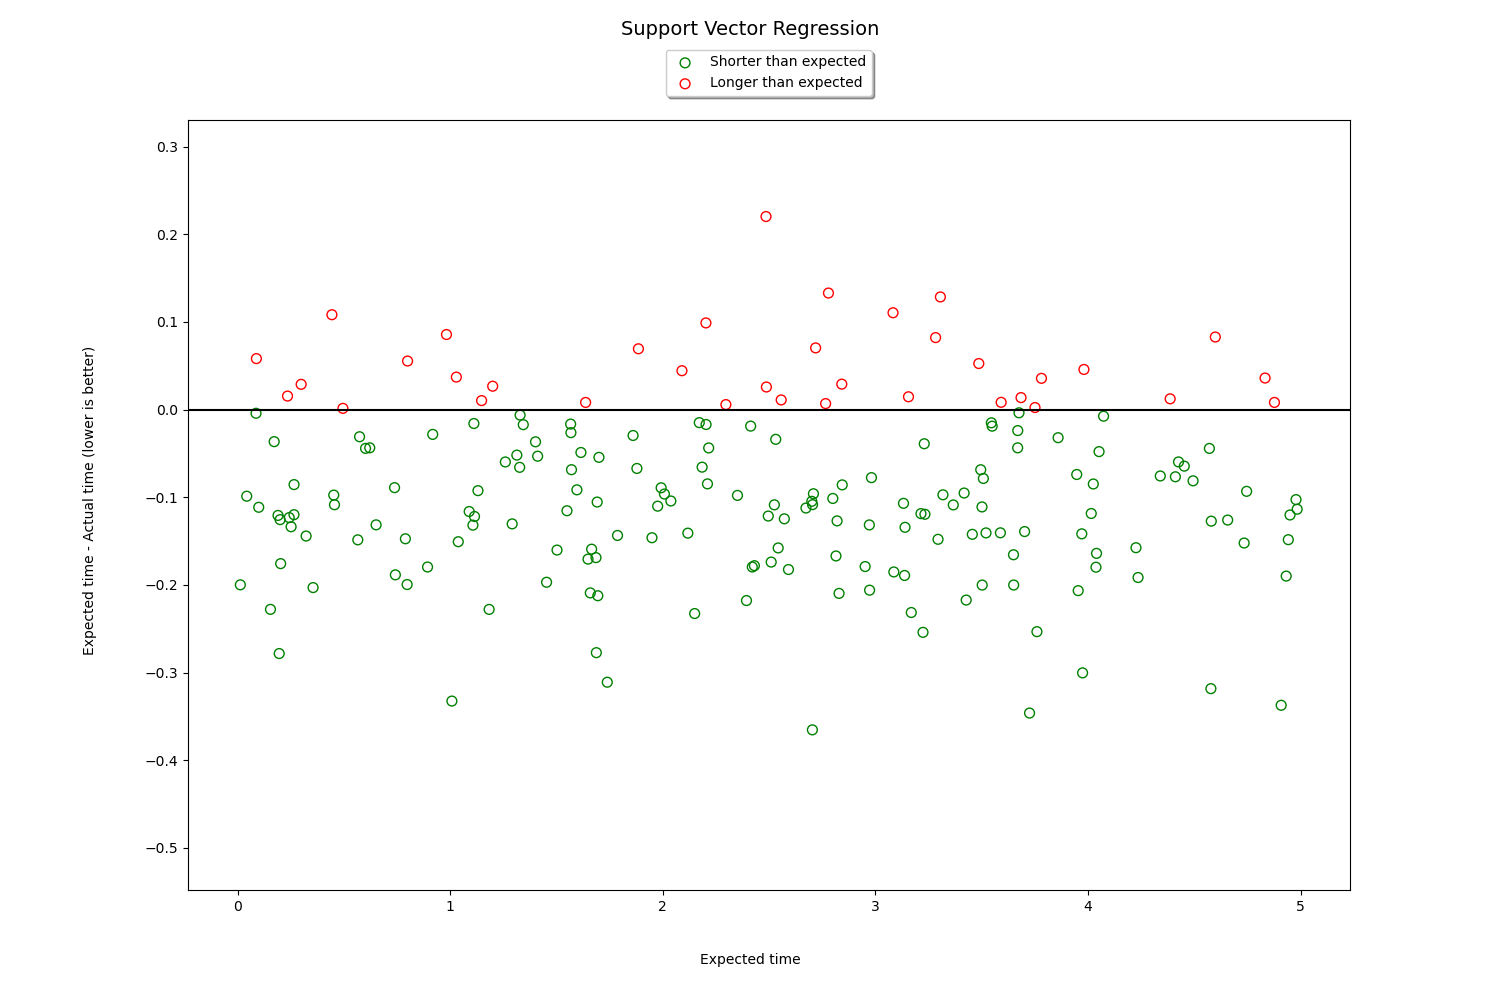 Support Vector Regression
Shorter than expected
Longer than expected
Expected time - Actual time (lower is better)
0.3
0.2
0.1
0.0
−0.1
−0.2
−0.3
−0.4
−0.5
0 1 2 3 4 5
Expected time